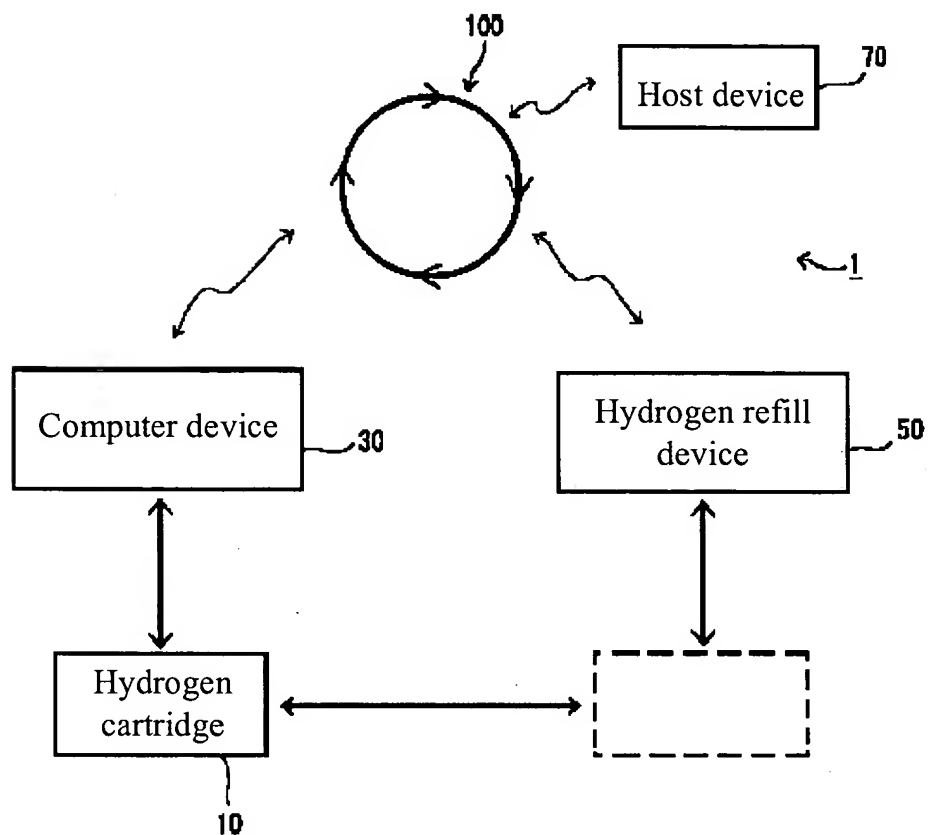 100
70
Host device
1
Computer device
30
Hydrogen refill
device
50
Hydrogen
cartridge
10